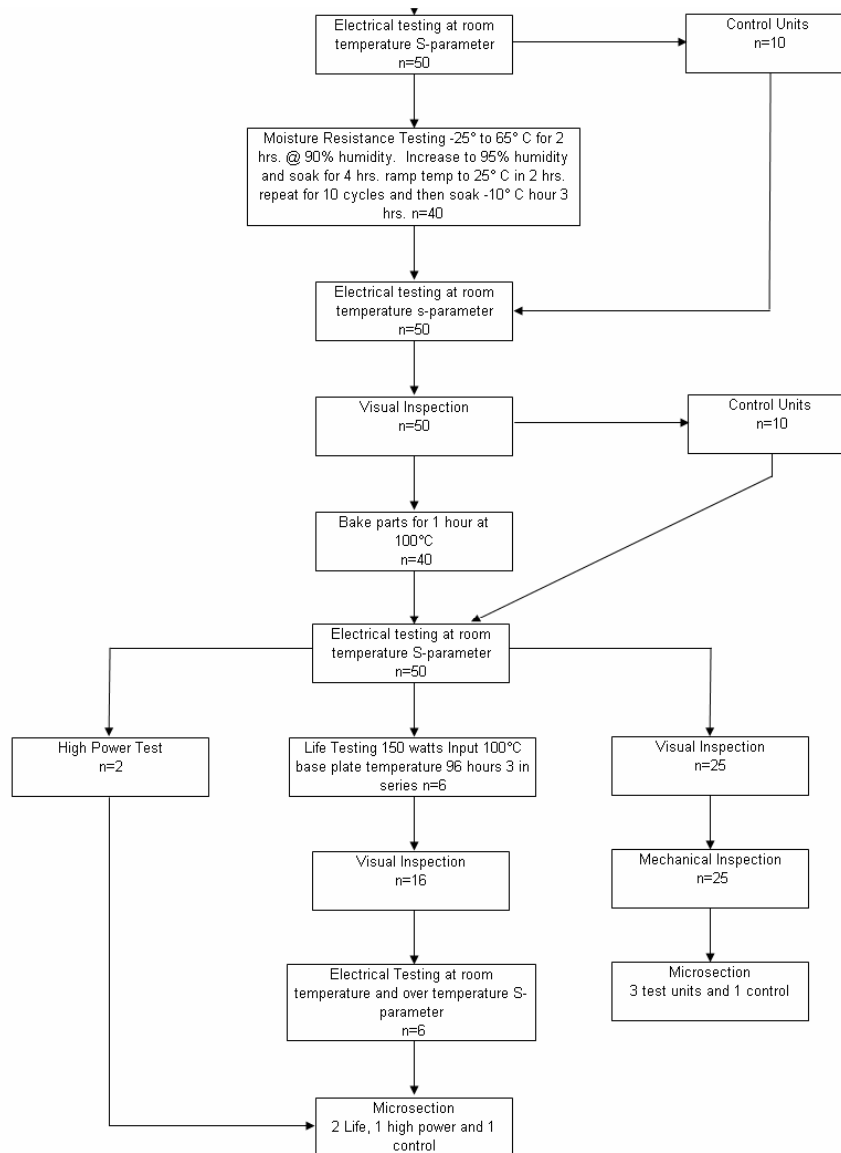 Electrical testing at room
temperature S-parameter
n=50
Control Units
n=10
Moisture Resistance Testing -25° to 65° C for 2
hrs. @ 90% humidity.  Increase to 95% humidity
and soak for 4 hrs. ramp temp to 25° C in 2 hrs.
repeat for 10 cycles and then soak -10° C hour 3
hrs. n=40
Electrical testing at room
temperature s-parameter
n=50
Visual Inspection
n=50
Control Units
n=10
Bake parts for 1 hour at
100°C
n=40
Electrical testing at room
temperature S-parameter
n=50
High Power Test
n=2
Life Testing 150 watts Input 100°C
base plate temperature 96 hours 3 in
series n=6
Visual Inspection
n=25
Visual Inspection
n=16
Mechanical Inspection
n=25
Electrical Testing at room
temperature and over temperature S-
parameter
n=6
Microsection
3 test units and 1 control
Microsection
2 Life, 1 high power and 1
control